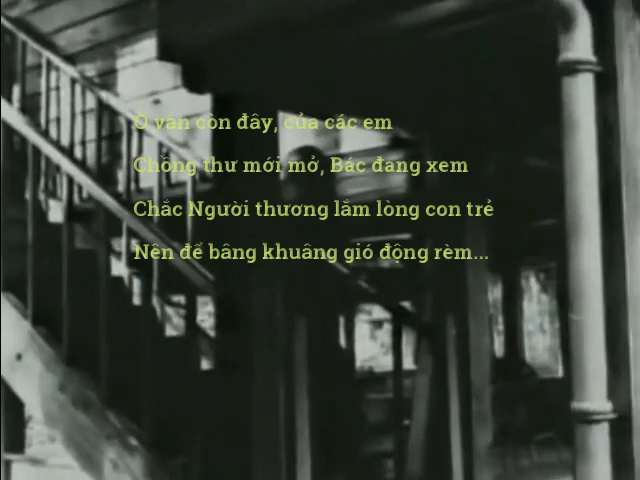 Ô vẫn còn đây, của các em
Chồng thư mới mở, Bác đang xem
Chắc Người thương lắm lòng con trẻ
Nên để bâng khuâng gió động rèm...